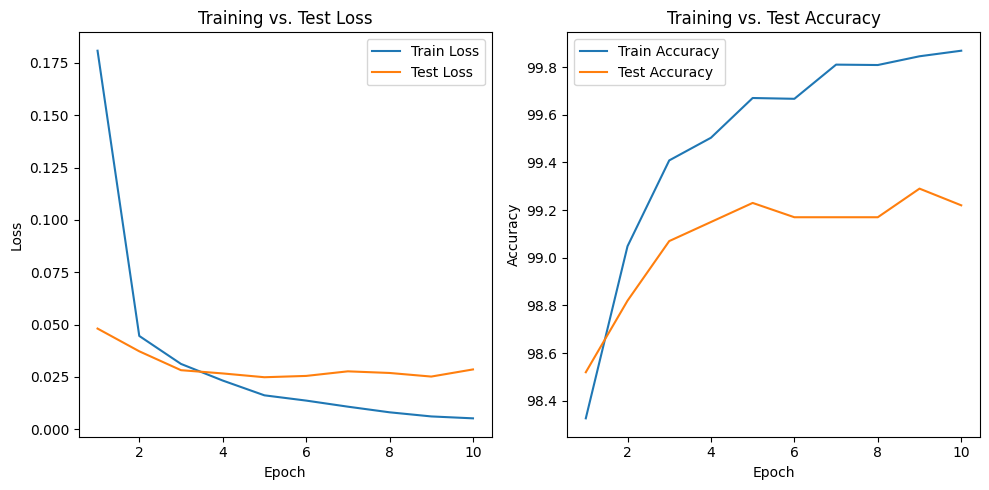 Training vs. Test Loss
Train Loss
Test Loss
0.175
0.150
0.125
0.100
0.075
0.050
0.025
0.000
Loss
2
4
6
8
10
Epoch
Training vs. Test Accuracy
Train Accuracy
Test Accuracy
99.8
99.6
99.4
99.2
99.0
98.8
98.6
98.4
Accuracy
2
4
6
8
10
Epoch